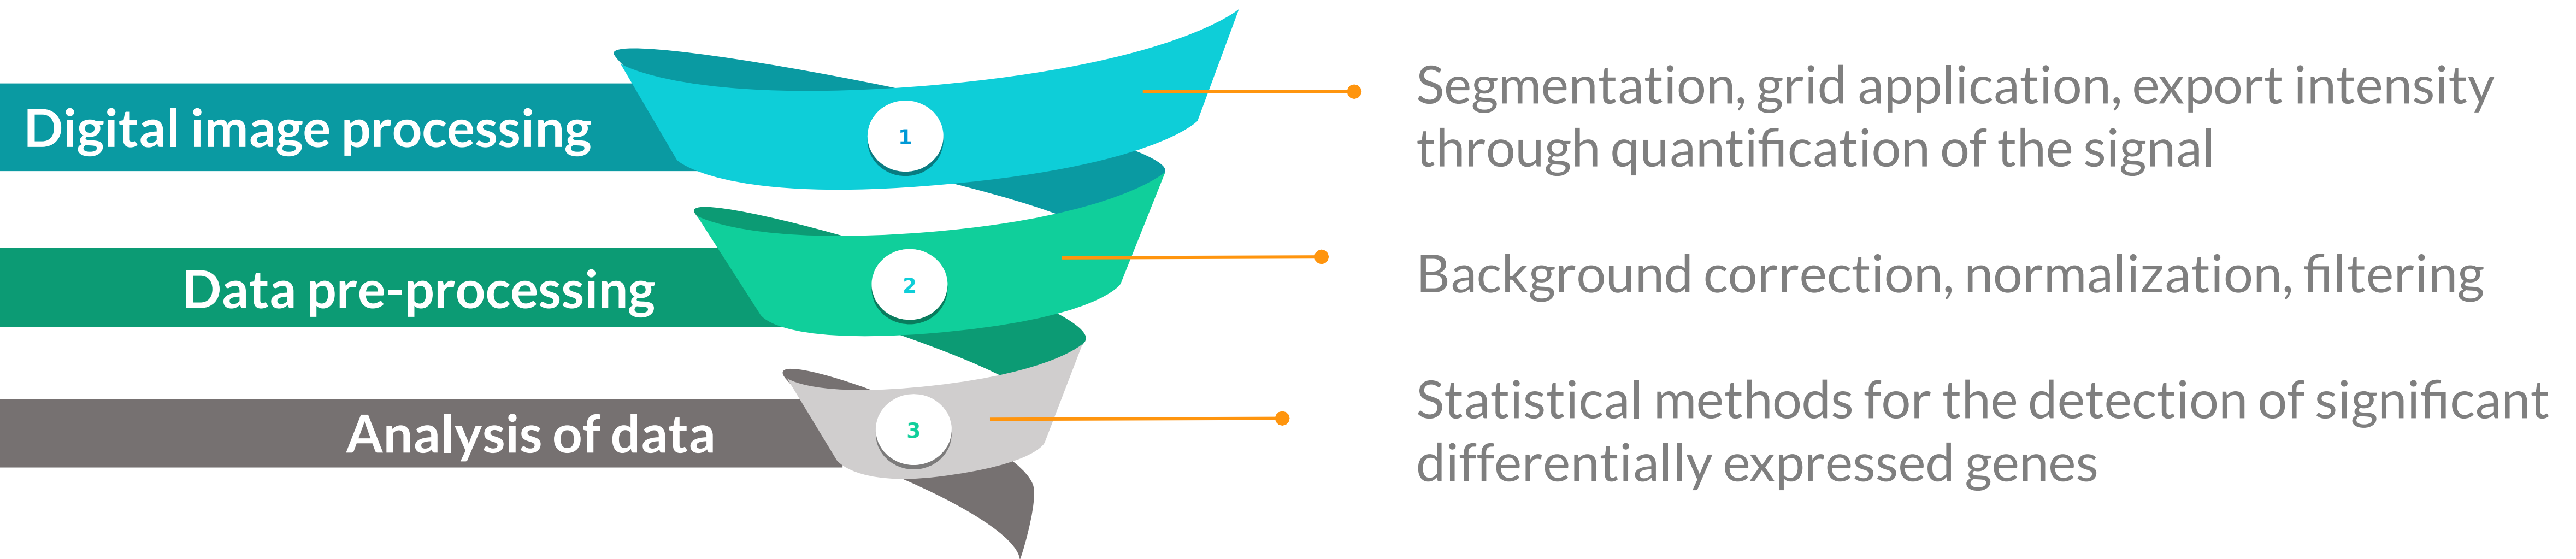 Digital image processing
1
Segmentation, grid application, export intensity
through quantification of the signal
Data pre-processing
2
Background correction, normalization, filtering
Analysis of data
3
Statistical methods for the detection of significant
differentially expressed genes